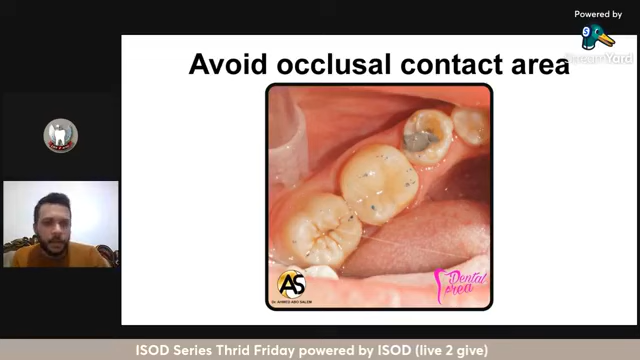 Powered by
StreamYard
Avoid occlusal contact area
AS
Dr. AHMED ABO SALEM
Dental
area
ISOD Series Thrid Friday powered by ISOD (live 2 give)